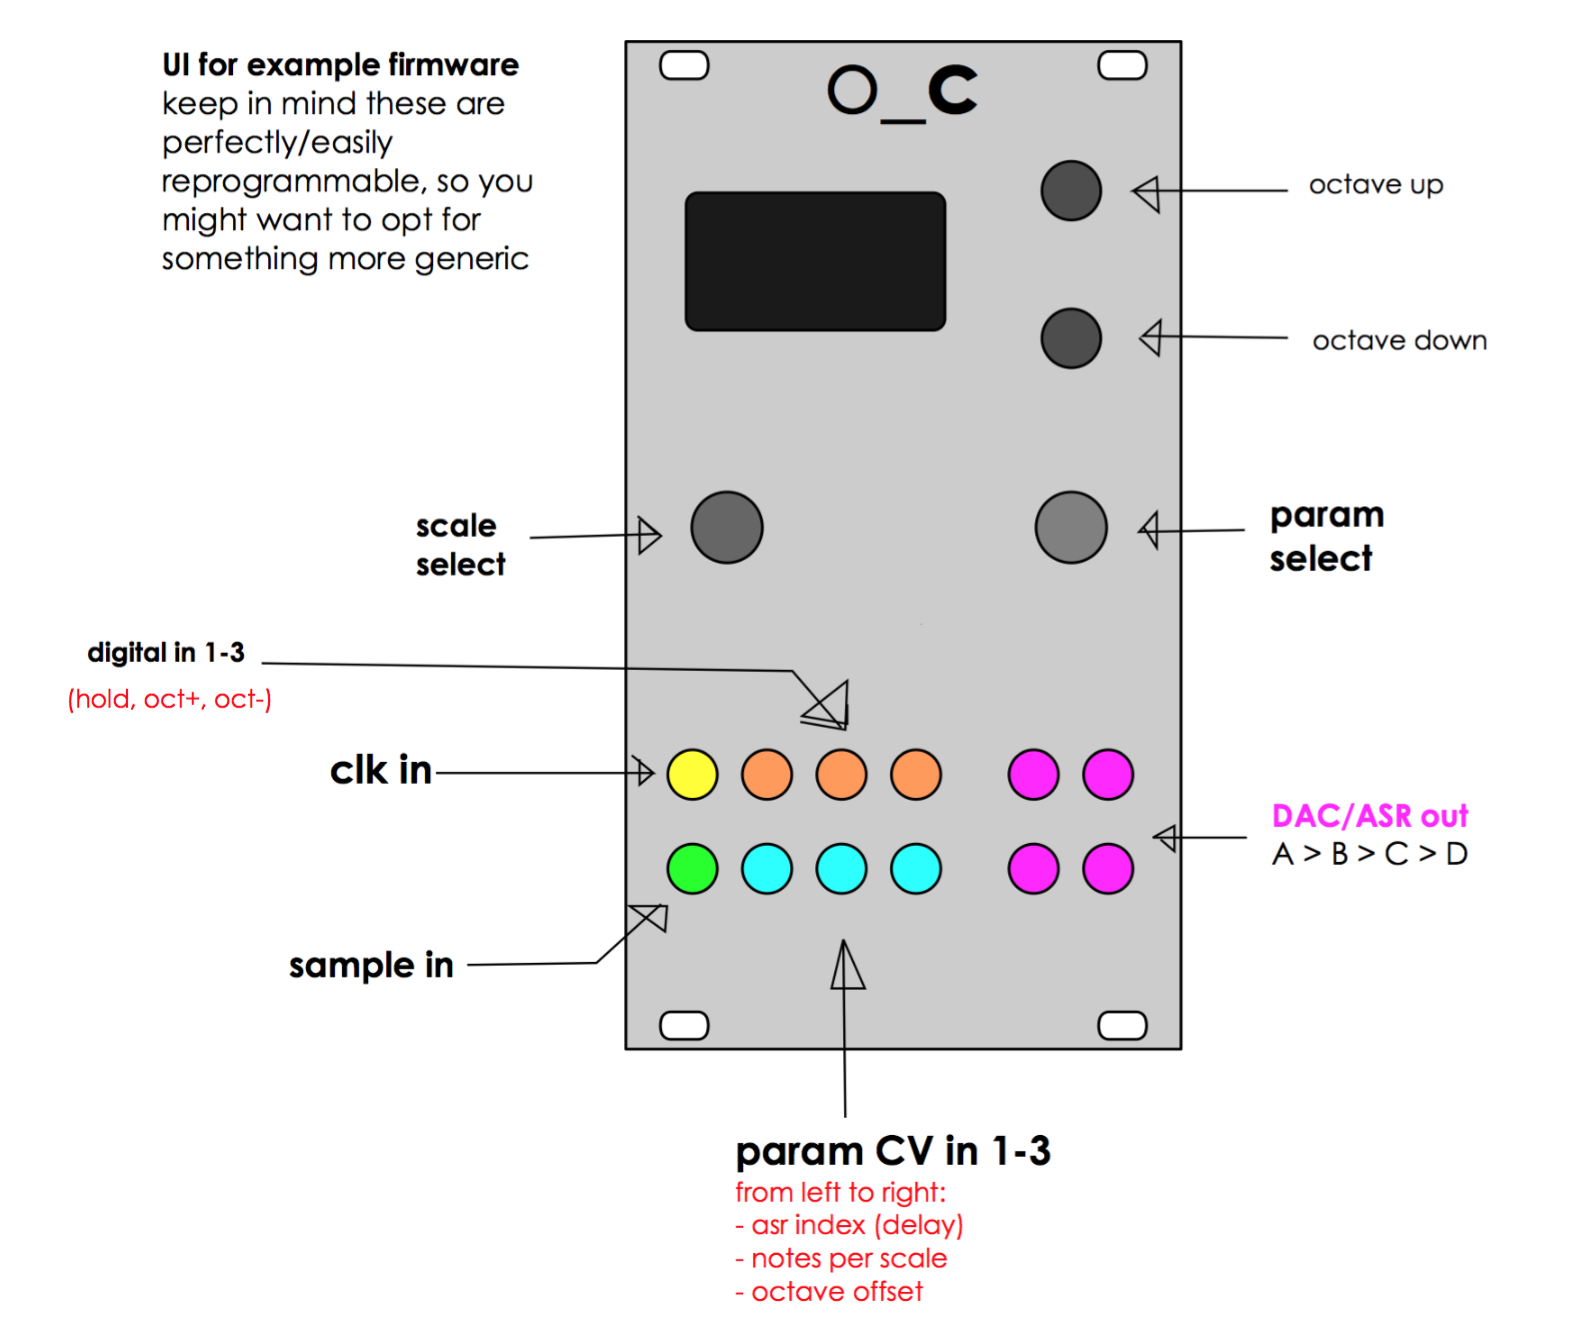 UI for example firmware
keep in mind these are
perfectly/easily
reprogrammable, so you
might want to opt for
something more generic
O_C
octave up
octave down
scale
select
param
select
digital in 1-3
(hold, oct+, oct-)
clk in
DAC/ASR out
A > B > C > D
sample in
param CV in 1-3
from left to right:
- asr index (delay)
- notes per scale
- octave offset